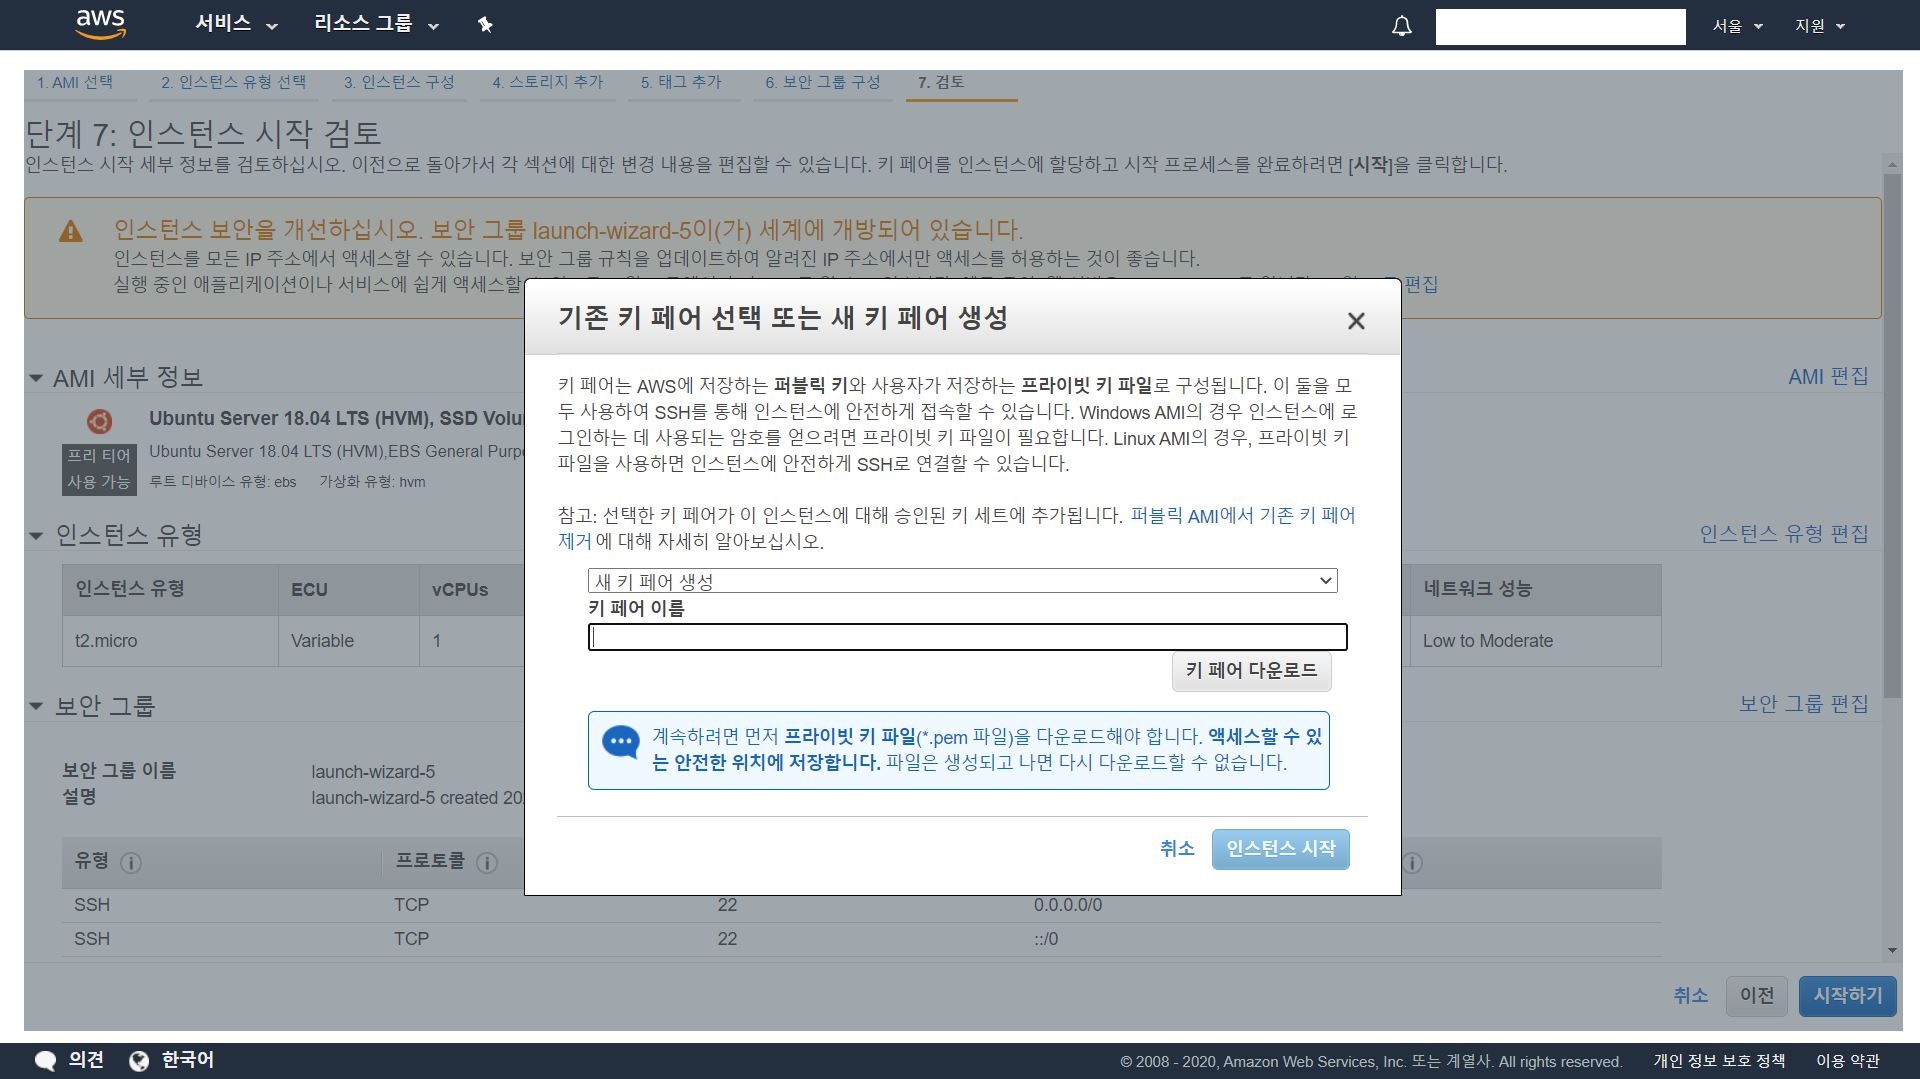 aws 서비스 리소스 그룹 서울 지원
1. AMI 선택 2. 인스턴스 유형 선택 3. 인스턴스 구성 4. 스토리지 추가 5. 태그 추가 6. 보안 그룹 구성 7. 검토
단계 7: 인스턴스 시작 검토
인스턴스 시작 세부 정보를 검토하십시오. 이전으로 돌아가서 각 섹션에 대한 변경 내용을 편집할 수 있습니다. 키 페어를 인스턴스에 할당하고 시작 프로세스를 완료하려면 [시작]을 클릭합니다.
인스턴스 보안을 개선하십시오. 보안 그룹 launch-wizard-5이(가) 세계에 개방되어 있습니다.
인스턴스를 모든 IP 주소에서 액세스할 수 있습니다. 보안 그룹 규칙을 업데이트하여 알려진 IP 주소에서만 액세스를 허용하는 것이 좋습니다.
실행 중인 애플리케이션이나 서비스에 쉽게 액세스할 편집
기존 키 페어 선택 또는 새 키 페어 생성
키 페어는 AWS에 저장하는 퍼블릭 키와 사용자가 저장하는 프라이빗 키 파일로 구성됩니다. 이 둘을 모
두 사용하여 SSH를 통해 인스턴스에 안전하게 접속할 수 있습니다. Windows AMI의 경우 인스턴스에 로
그인하는 데 사용되는 암호를 얻으려면 프라이빗 키 파일이 필요합니다. Linux AMI의 경우, 프라이빗 키
파일을 사용하면 인스턴스에 안전하게 SSH로 연결할 수 있습니다.
참고: 선택한 키 페어가 이 인스턴스에 대해 승인된 키 세트에 추가됩니다. 퍼블릭 AMI에서 기존 키 페어
제거 에 대해 자세히 알아보십시오.
새 키 페어 생성
키 페어 이름
키 페어 다운로드
계속하려면 먼저 프라이빗 키 파일(*.pem 파일)을 다운로드해야 합니다. 액세스할 수 있
는 안전한 위치에 저장합니다. 파일은 생성되고 나면 다시 다운로드할 수 없습니다.
취소 인스턴스 시작
AMI 세부 정보 AMI 편집
Ubuntu Server 18.04 LTS (HVM), SSD Volu
프리 티어
사용 가능
Ubuntu Server 18.04 LTS (HVM),EBS General Purp
루트 디바이스 유형: ebs 가상화 유형: hvm
인스턴스 유형 인스턴스 유형 편집
인스턴스 유형 ECU vCPUs 네트워크 성능
t2.micro Variable 1 Low to Moderate
보안 그룹 보안 그룹 편집
보안 그룹 이름 launch-wizard-5
설명 launch-wizard-5 created 20
유형 프로토콜
SSH TCP 22 0.0.0.0/0
SSH TCP 22 ::/0
취소 이전 시작하기
의견 한국어 © 2008 - 2020, Amazon Web Services, Inc. 또는 계열사. All rights reserved. 개인 정보 보호 정책 이용 약관